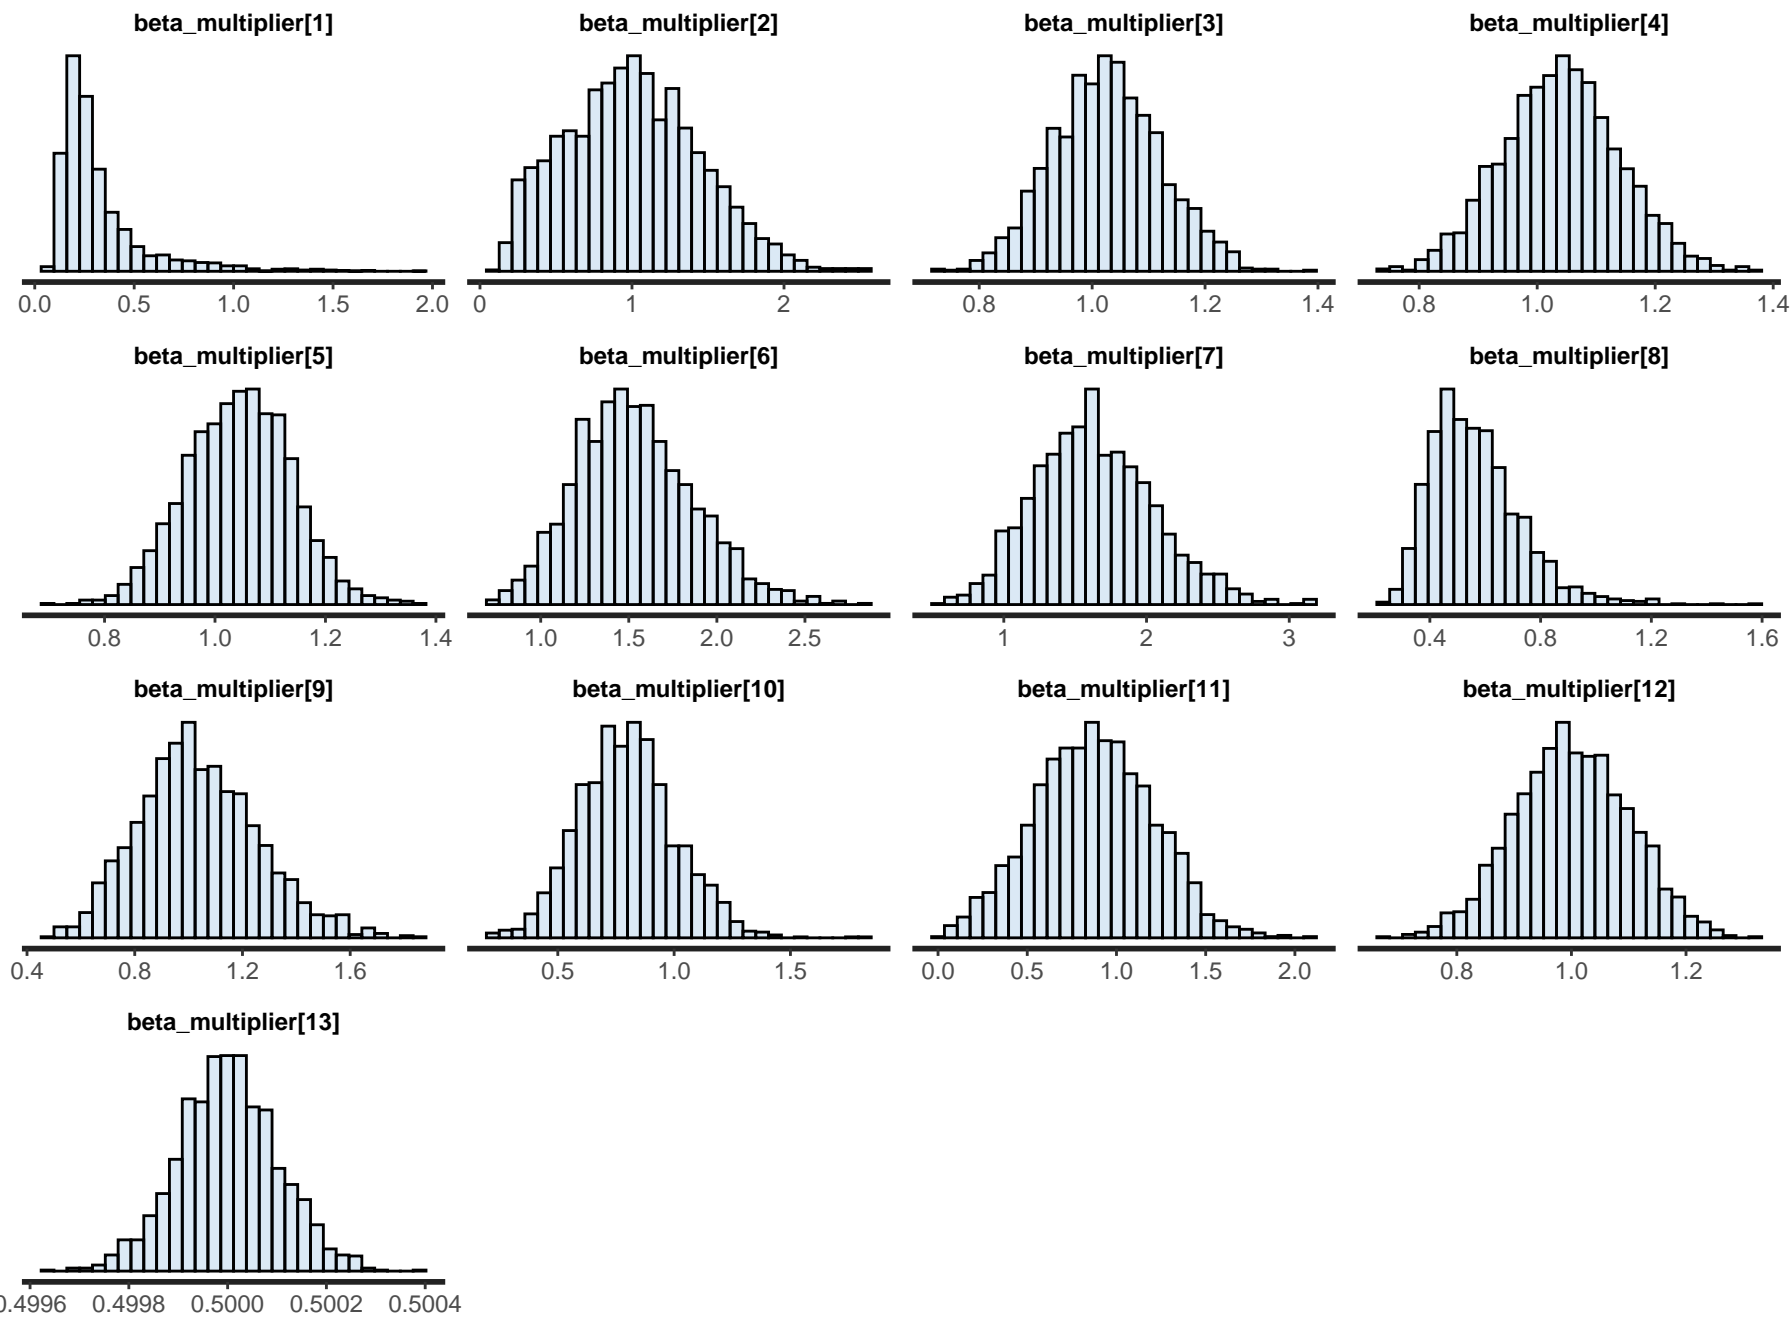 beta_multiplier[1] beta_multiplier[2] beta_multiplier[3] beta_multiplier[4]
0.0 0.5 1.0 1.5 2.0 0 1 2 0.8 1.0 1.2 1.4 0.8 1.0 1.2 1.4
beta_multiplier[5] beta_multiplier[6] beta_multiplier[7] beta_multiplier[8]
0.8 1.0 1.2 1.4 1.0 1.5 2.0 2.5 1 2 3 0.4 0.8 1.2 1.6
beta_multiplier[9] beta_multiplier[10] beta_multiplier[11] beta_multiplier[12]
0.4 0.8 1.2 1.6 0.5 1.0 1.5 0.0 0.5 1.0 1.5 2.0 0.8 1.0 1.2
beta_multiplier[13]
0.4996 0.4998 0.5000 0.5002 0.5004